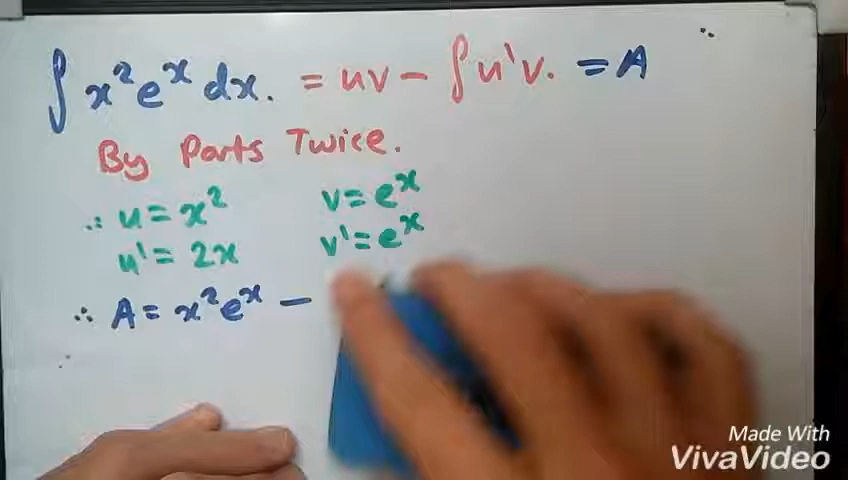 ∫ x²eˣ dx. = uv − ∫ u'v. = A
By Parts Twice.
∴ u = x² v = eˣ
u' = 2x v' = eˣ
∴ A = x²eˣ −
Made With
VivaVideo